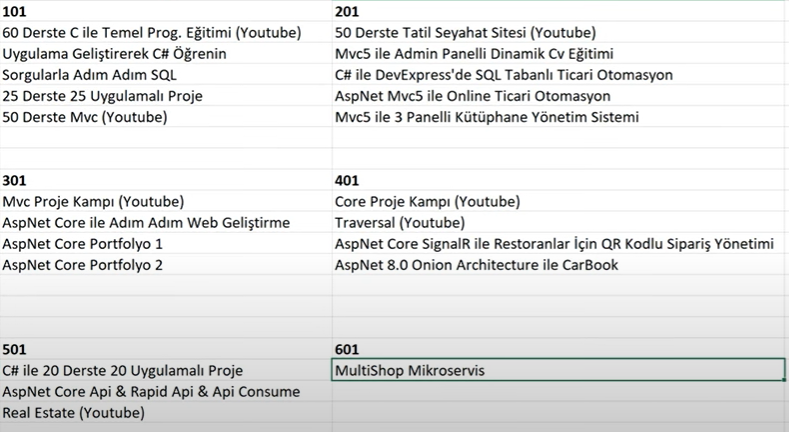 101
60 Derste C ile Temel Prog. Eğitimi (Youtube)
Uygulama Geliştirerek C# Öğrenin
Sorgularla Adım Adım SQL
25 Derste 25 Uygulamalı Proje
50 Derste Mvc (Youtube)
201
50 Derste Tatil Seyahat Sitesi (Youtube)
Mvc5 ile Admin Panelli Dinamik Cv Eğitimi
C# ile DevExpress'de SQL Tabanlı Ticari Otomasyon
AspNet Mvc5 ile Online Ticari Otomasyon
Mvc5 ile 3 Panelli Kütüphane Yönetim Sistemi
301
Mvc Proje Kampı (Youtube)
AspNet Core ile Adım Adım Web Geliştirme
AspNet Core Portfolyo 1
AspNet Core Portfolyo 2
401
Core Proje Kampı (Youtube)
Traversal (Youtube)
AspNet Core SignalR ile Restoranlar İçin QR Kodlu Sipariş Yönetimi
AspNet 8.0 Onion Architecture ile CarBook
501
C# ile 20 Derste 20 Uygulamalı Proje
AspNet Core Api & Rapid Api & Api Consume
Real Estate (Youtube)
601
MultiShop Mikroservis